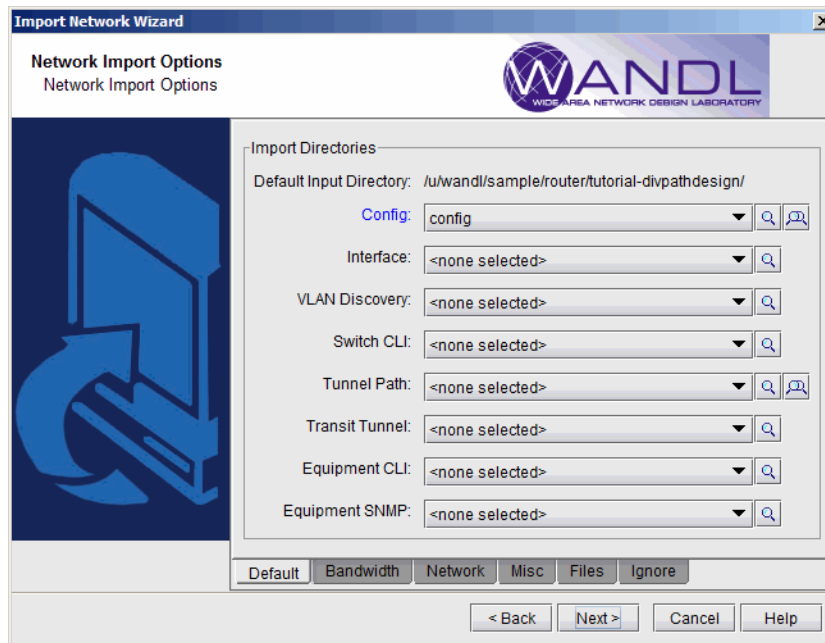 Import Network Wizard
Network Import Options
Network Import Options
WANDL
WIDE AREA NETWORK DESIGN LABORATORY
Import Directories
Default Input Directory: /u/wandl/sample/router/tutorial-divpathdesign/
Config: config
Interface: <none selected>
VLAN Discovery: <none selected>
Switch CLI: <none selected>
Tunnel Path: <none selected>
Transit Tunnel: <none selected>
Equipment CLI: <none selected>
Equipment SNMP: <none selected>
Default Bandwidth Network Misc Files Ignore
< Back Next > Cancel Help